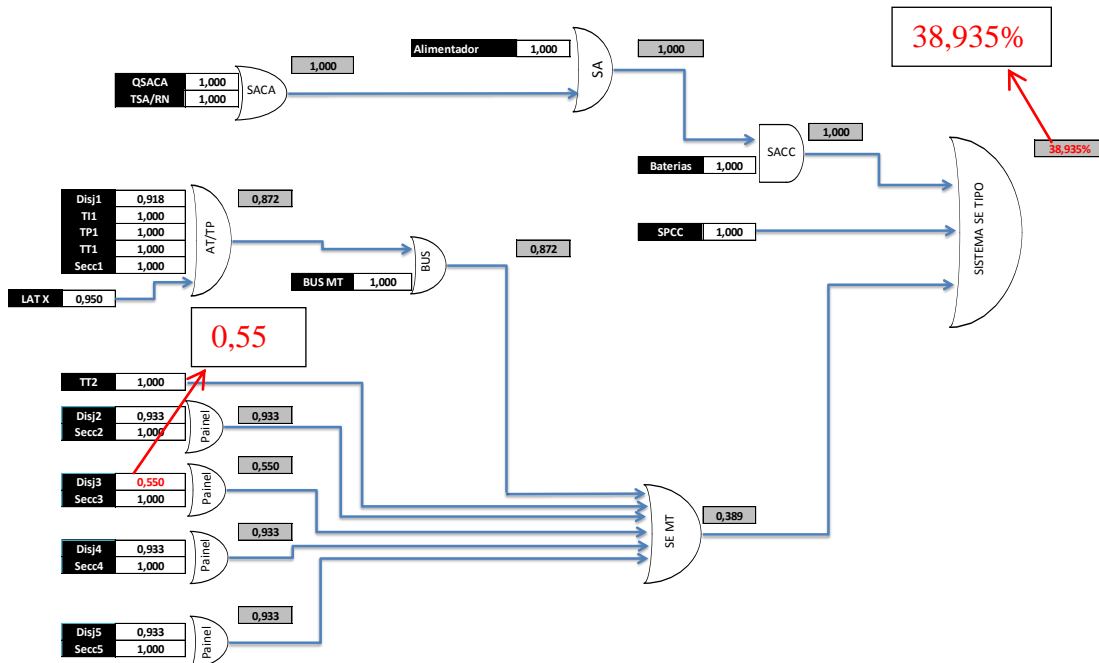 38,935%
Alimentador 1,000
1,000
SA
1,000
QSACA 1,000
TSA/RN 1,000
SACA
1,000
SACC
Baterias 1,000
38,935%
SISTEMA SE TIPO
SPCC 1,000
Disj1 0,918
TI1 1,000
TP1 1,000
TT1 1,000
Secc1 1,000
AT/TP
0,872
LAT X 0,950
BUS MT 1,000
BUS
0,872
0,55
TT2 1,000
Disj2 0,933
Secc2 1,000
Painel
0,933
Disj3 0,550
Secc3 1,000
Painel
0,550
Disj4 0,933
Secc4 1,000
Painel
0,933
SE MT
0,389
Disj5 0,933
Secc5 1,000
Painel
0,933